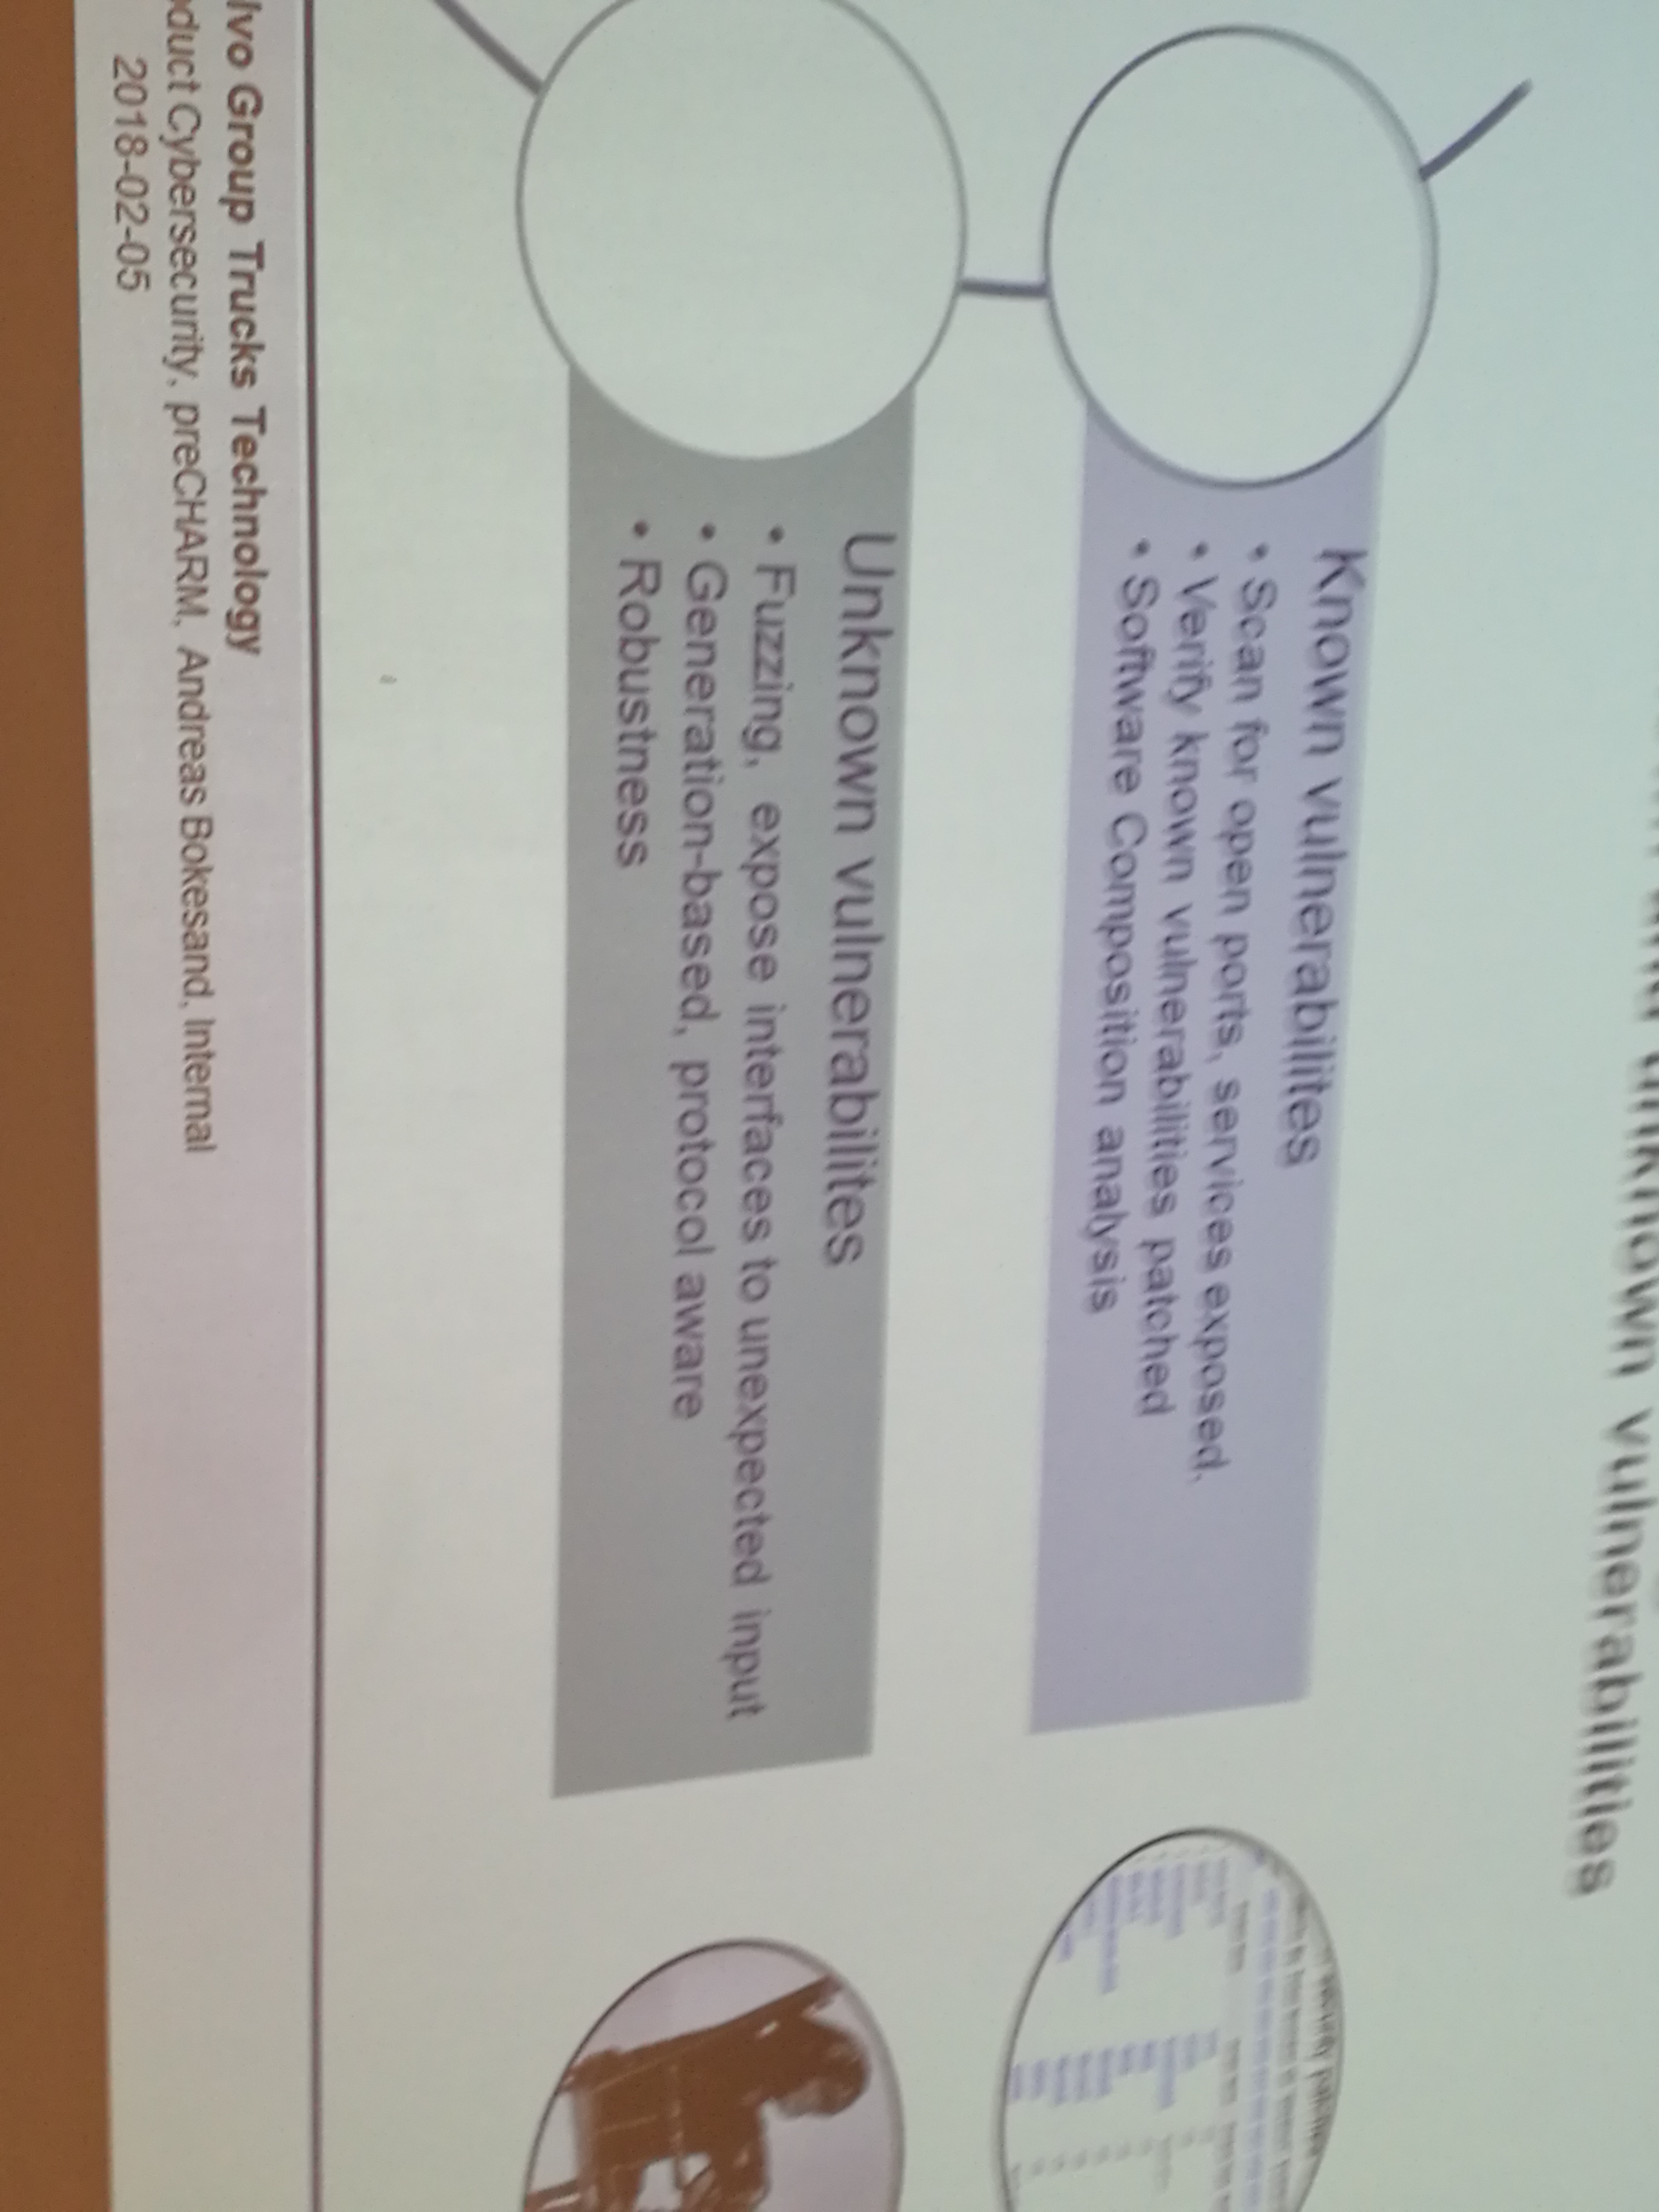 unknown vulnerabilities
Known vulnerabilites
• Scan for open ports, services exposed.
• Verify known vulnerabilities patched
• Software Composition analysis
Unknown vulnerabilites
• Fuzzing, expose interfaces to unexpected input
• Generation-based, protocol aware
• Robustness
lvo Group Trucks Technology
duct Cybersecurity, preCHARM, Andreas Bokesand, Internal
2018-02-05